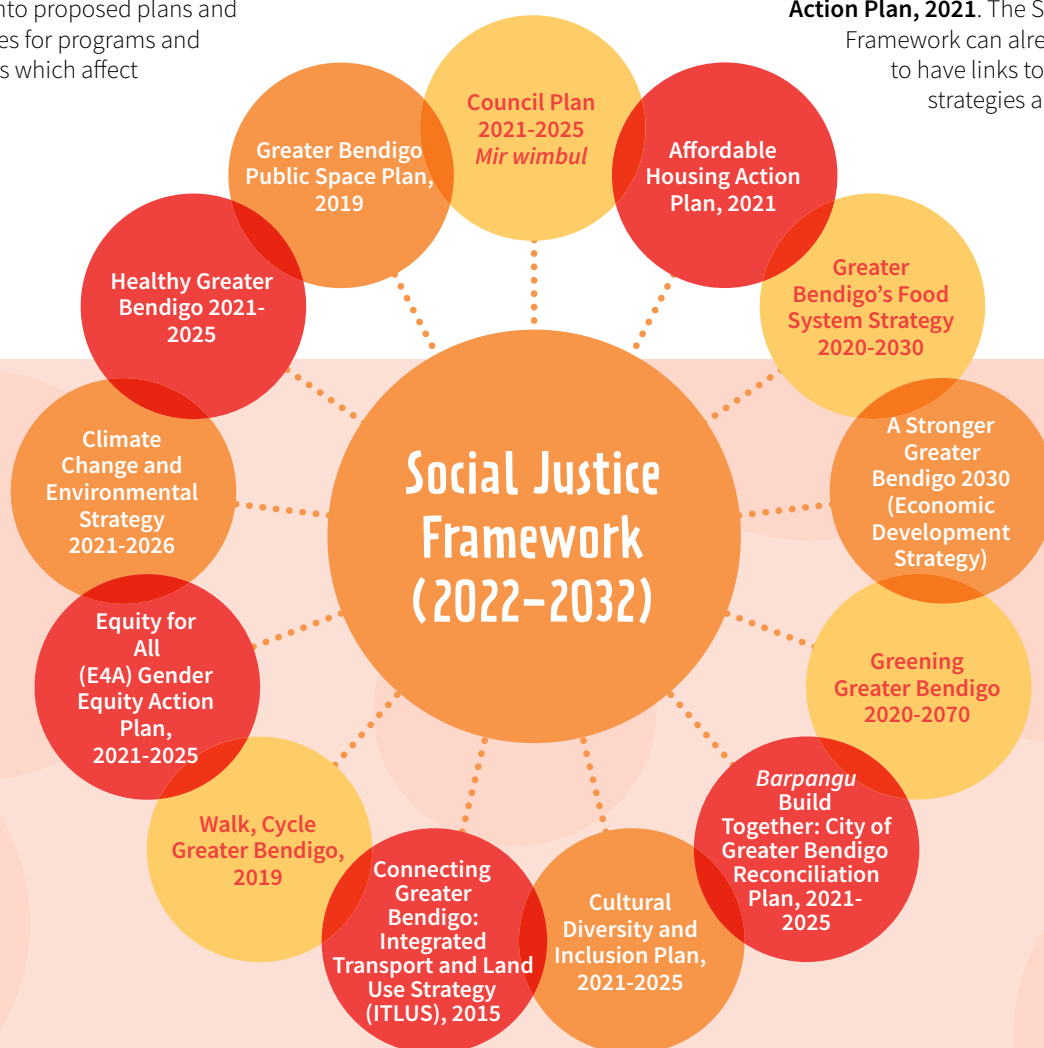 nto proposed plans and
es for programs and
s which affect
Action Plan, 2021. The S
Framework can alre
to have links to
strategies a
Council Plan
2021-2025
Mir wimbul
Affordable
Housing Action
Plan, 2021
Greater
Bendigo’s Food
System Strategy
2020-2030
A Stronger
Greater
Bendigo 2030
(Economic
Development
Strategy)
Greening
Greater Bendigo
2020-2070
Barpangu
Build
Together: City of
Greater Bendigo
Reconciliation
Plan, 2021-
2025
Cultural
Diversity and
Inclusion Plan,
2021-2025
Connecting
Greater
Bendigo:
Integrated
Transport and Land
Use Strategy
(ITLUS), 2015
Walk, Cycle
Greater Bendigo,
2019
Equity for
All
(E4A) Gender
Equity Action
Plan,
2021-2025
Climate
Change and
Environmental
Strategy
2021-2026
Healthy Greater
Bendigo 2021-
2025
Greater Bendigo
Public Space Plan,
2019
Social Justice
Framework
(2022–2032)